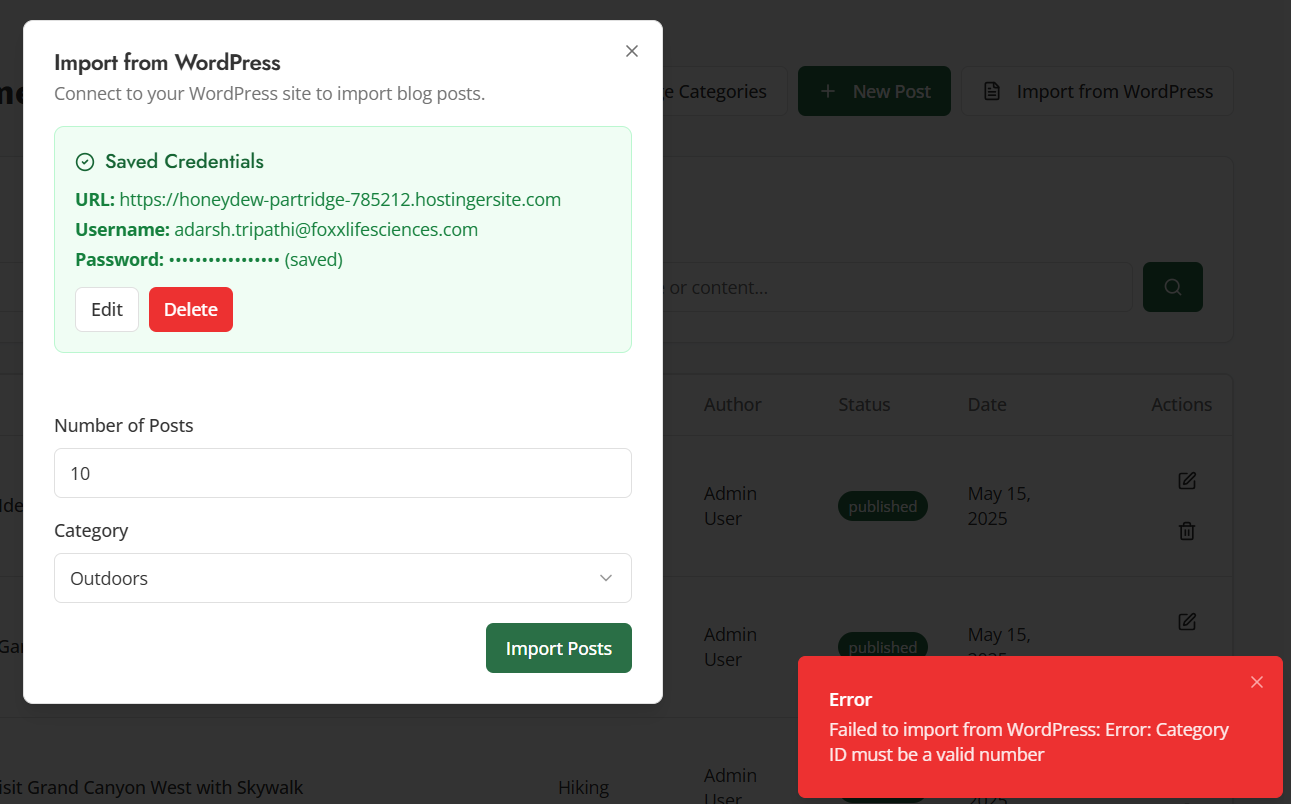 Import from WordPress
Connect to your WordPress site to import blog posts.
Saved Credentials
URL: https://honeydew-partridge-785212.hostingersite.com
Username: adarsh.tripathi@foxxlifesciences.com
Password: ••••••••••••••••• (saved)
Edit
Delete
Number of Posts
10
Category
Outdoors
Import Posts
Categories
New Post
Import from WordPress
or content...
Author
Status
Date
Actions
Admin
User
published
May 15,
2025
Admin
User
published
May 15,
2025
Grand Canyon West with Skywalk
Hiking
Admin
User
2025
Error
Failed to import from WordPress: Error: Category
ID must be a valid number